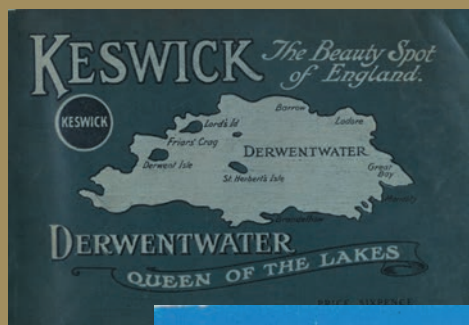 KESWICK
The Beauty Spot
of England.
KESWICK
Barrow
Lodore
Lord's Id
Friars' Crag
DERWENTWATER
Derwent Isle
St. Herbert's Isle
Great
Bay
DERWENTWATER
QUEEN OF THE LAKES
PRICE SIXPENCE